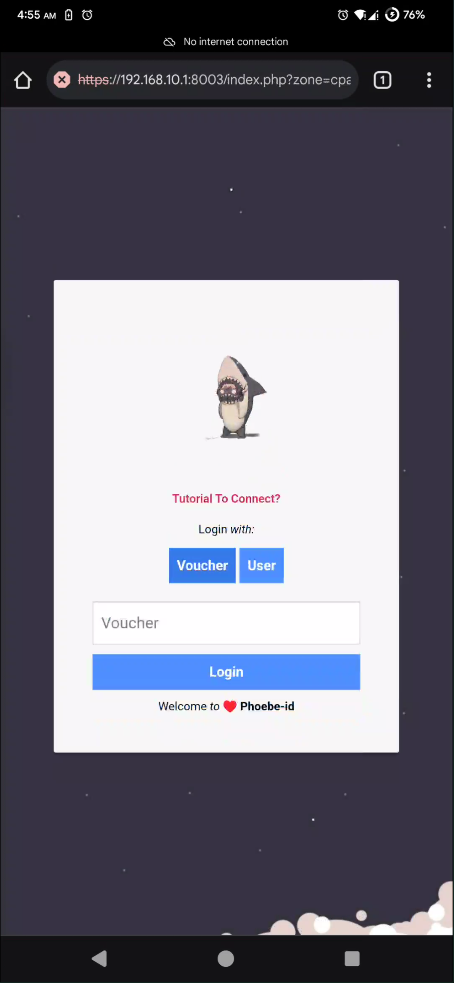 4:55 AM 76%
No internet connection
https://192.168.10.1:8003/index.php?zone=cpa
1
Tutorial To Connect?
Login with:
Voucher User
Voucher
Login
Welcome to ❤ Phoebe-id